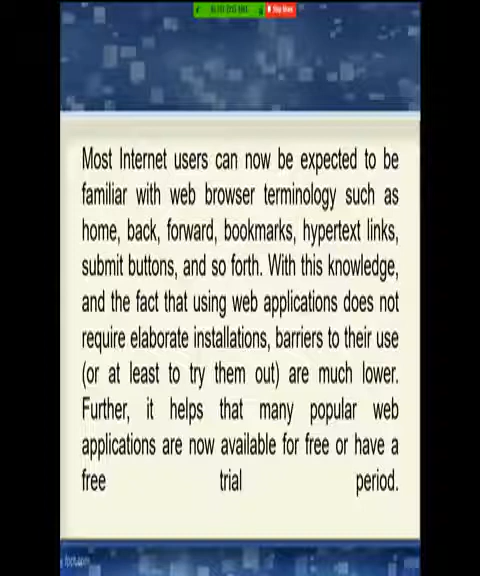 Stop Share
Most Internet users can now be expected to be
familiar with web browser terminology such as
home, back, forward, bookmarks, hypertext links,
submit buttons, and so forth. With this knowledge,
and the fact that using web applications does not
require elaborate installations, barriers to their use
(or at least to try them out) are much lower.
Further, it helps that many popular web
applications are now available for free or have a
free trial period.